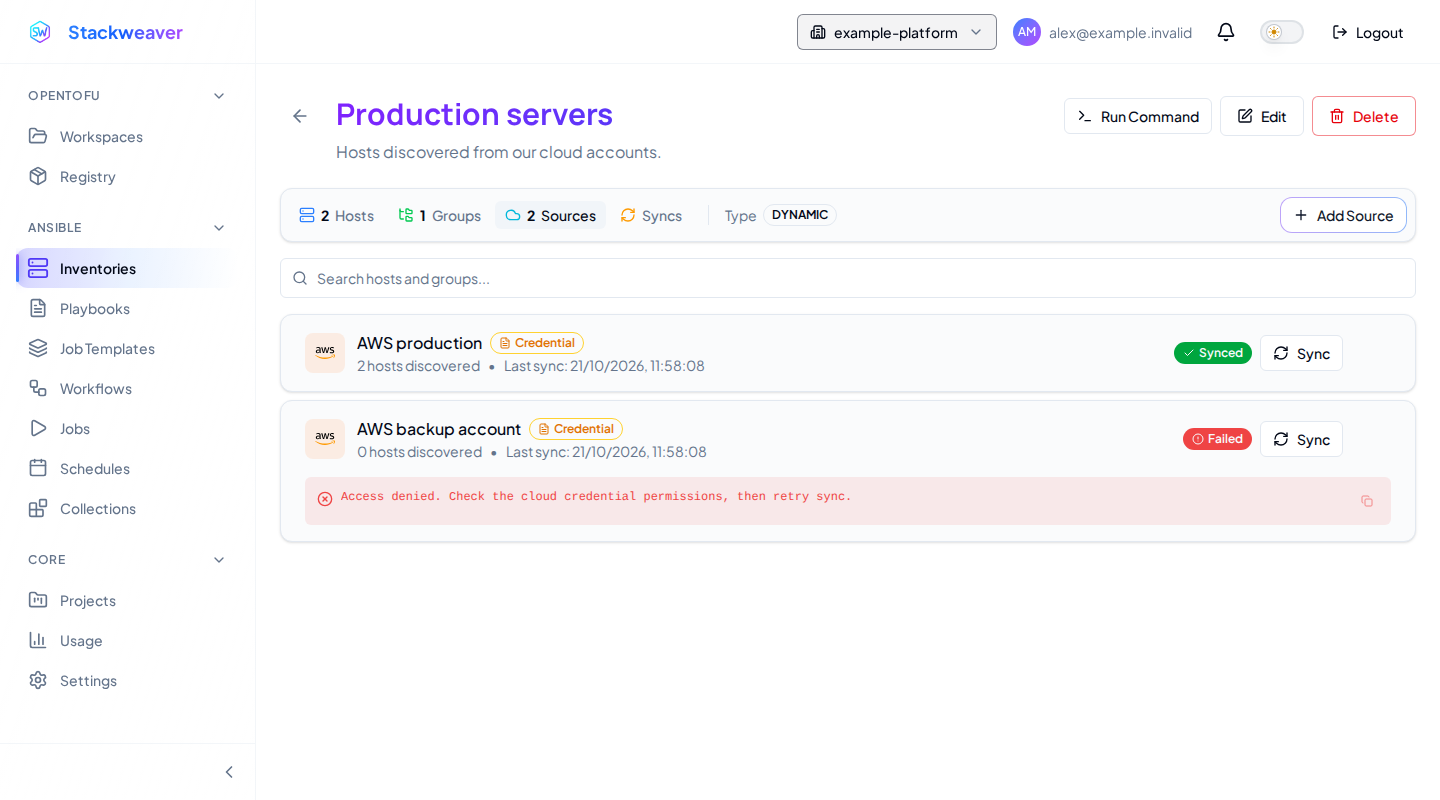 SW Stackweaver
example-platform
AM alex@example.invalid
Logout
OPENTOFU
Workspaces
Registry
ANSIBLE
Inventories
Playbooks
Job Templates
Workflows
Jobs
Schedules
Collections
CORE
Projects
Usage
Settings
Production servers
Hosts discovered from our cloud accounts.
Run Command
Edit
Delete
2 Hosts 1 Groups 2 Sources Syncs Type DYNAMIC
Add Source
Search hosts and groups...
aws
AWS production Credential
2 hosts discovered • Last sync: 21/10/2026, 11:58:08
Synced
Sync
aws
AWS backup account Credential
0 hosts discovered • Last sync: 21/10/2026, 11:58:08
Failed
Sync
Access denied. Check the cloud credential permissions, then retry sync.